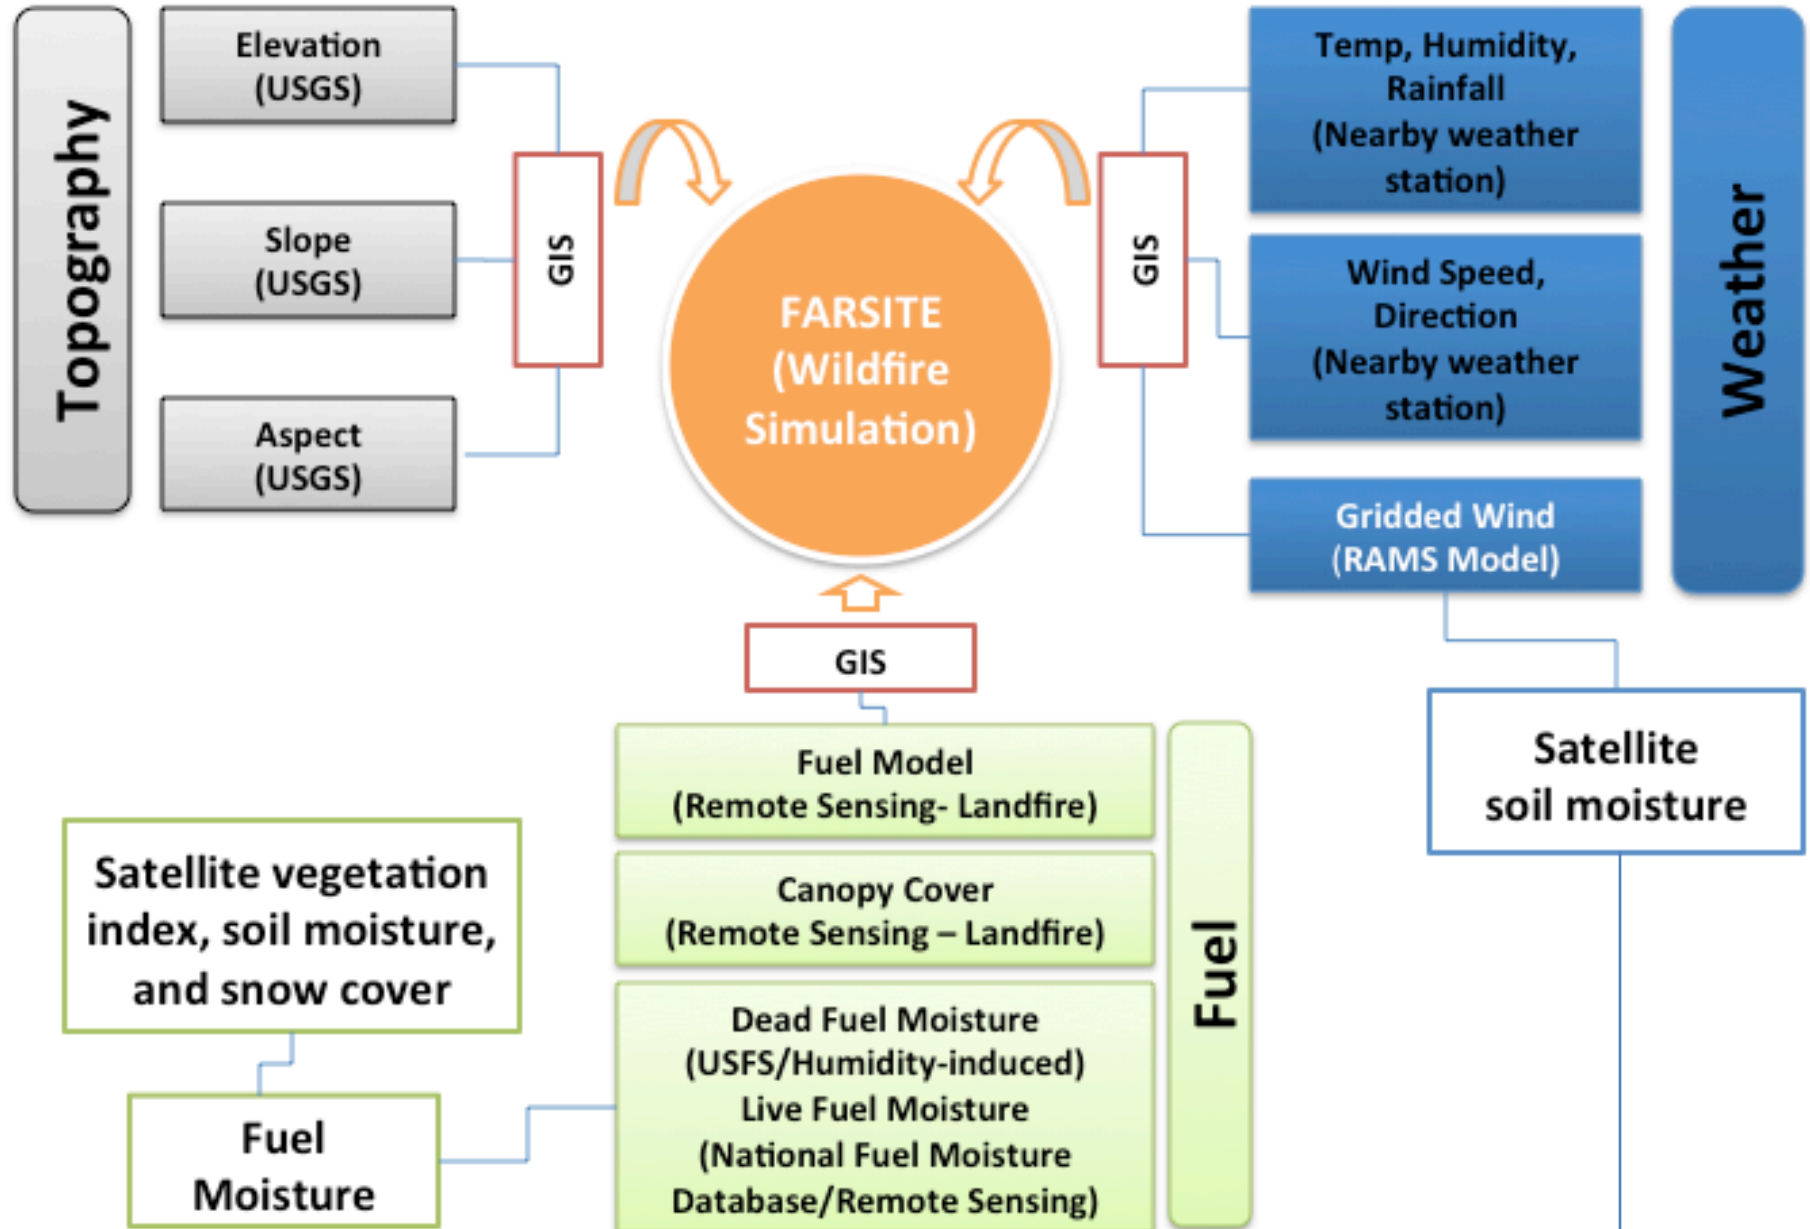 Topography
Elevation
(USGS)
Slope
(USGS)
Aspect
(USGS)
GIS
FARSITE
(Wildfire
Simulation)
GIS
Temp, Humidity,
Rainfall
(Nearby weather
station)
Wind Speed,
Direction
(Nearby weather
station)
Gridded Wind
(RAMS Model)
Weather
GIS
Fuel Model
(Remote Sensing- Landfire)
Canopy Cover
(Remote Sensing – Landfire)
Dead Fuel Moisture
(USFS/Humidity-induced)
Live Fuel Moisture
(National Fuel Moisture
Database/Remote Sensing)
Fuel
Satellite
soil moisture
Satellite vegetation
index, soil moisture,
and snow cover
Fuel
Moisture